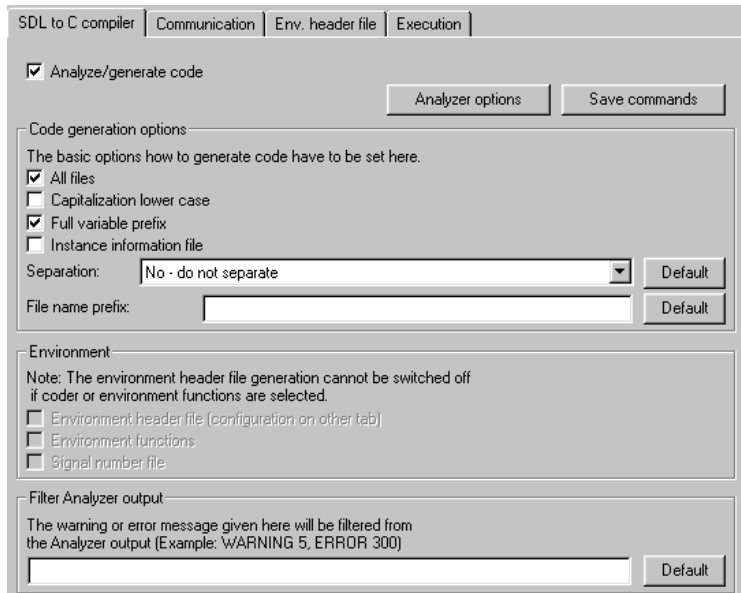 SDL to C compiler Communication Env. header file Execution
Analyze/generate code
Analyzer options Save commands
Code generation options
The basic options how to generate code have to be set here.
All files
Capitalization lower case
Full variable prefix
Instance information file
Separation: No - do not separate Default
File name prefix: Default
Environment
Note: The environment header file generation cannot be switched off
if coder or environment functions are selected.
Environment header file (configuration on other tab)
Environment functions
Signal number file
Filter Analyzer output
The warning or error message given here will be filtered from
the Analyzer output (Example: WARNING 5, ERROR 300)
Default